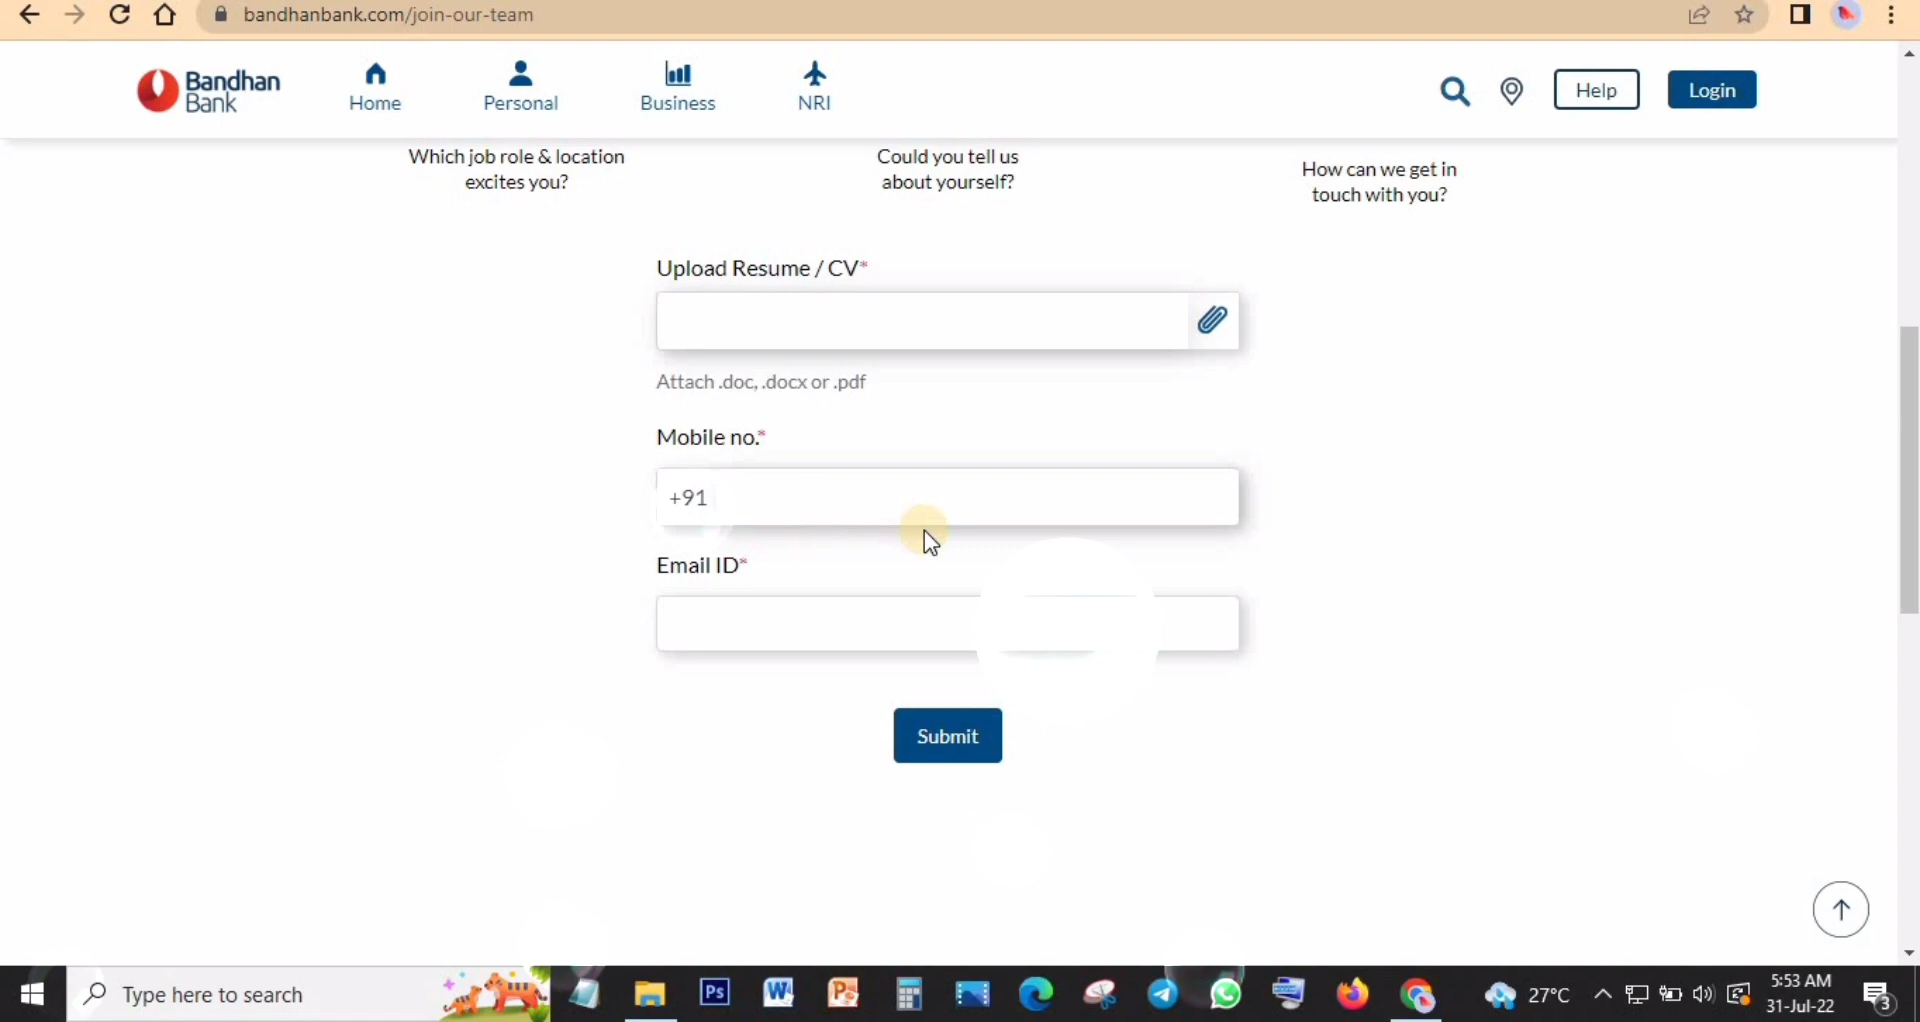 bandhanbank.com/join-our-team
Bandhan
Bank
Home
Personal
Business
NRI
Help
Login
Which job role & location
excites you?
Could you tell us
about yourself?
How can we get in
touch with you?
Upload Resume / CV*
Attach .doc, .docx or .pdf
Mobile no.*
+91
Email ID*
Submit
Type here to search
Ps
27°C
5:53 AM
31-Jul-22
3